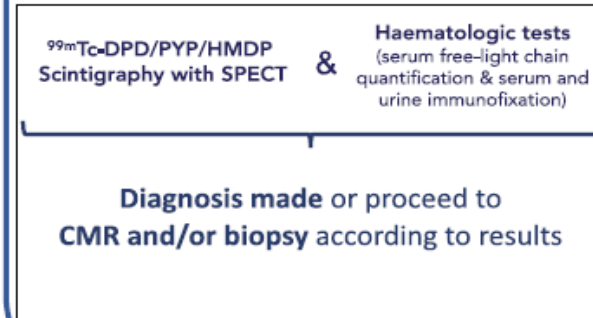 ⁹⁹ᵐTc-DPD/PYP/HMDP
Scintigraphy with SPECT
&
Haematologic tests
(serum free-light chain
quantification & serum and
urine immunofixation)
Diagnosis made or proceed to
CMR and/or biopsy according to results